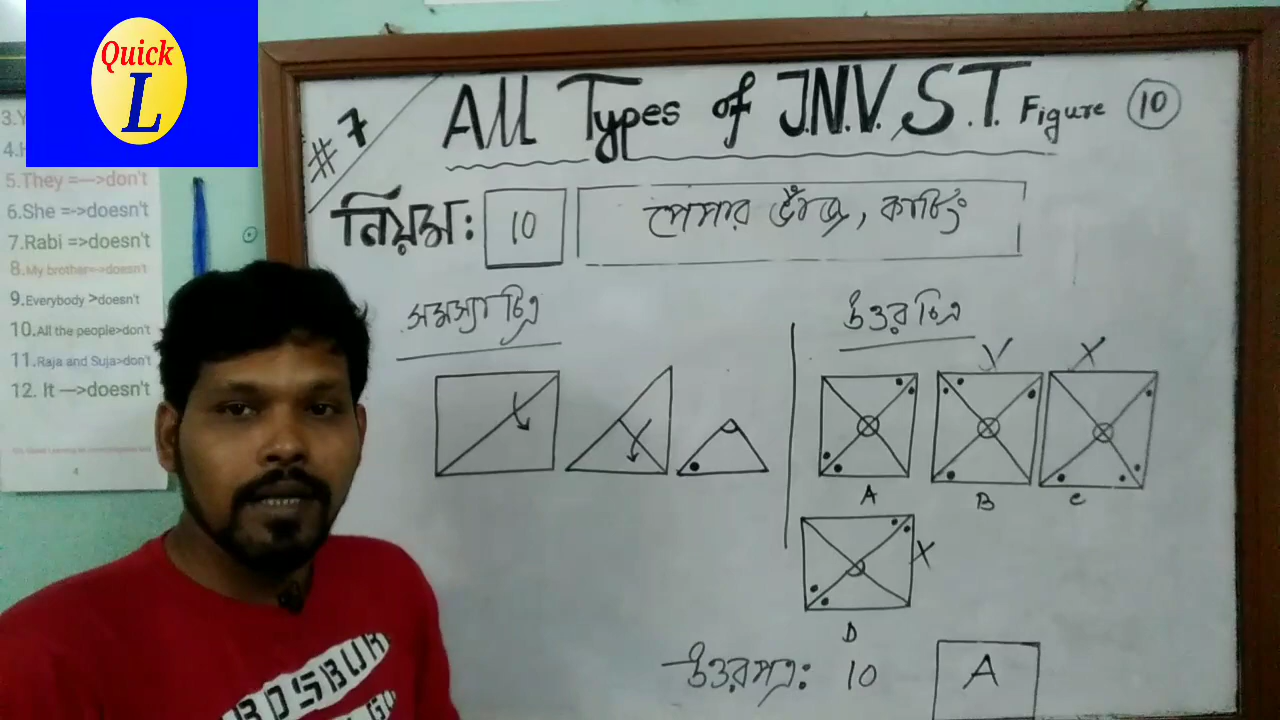 Quick
L
#7
All Types of J.N.V.S.T. Figure 10
নিয়ম: 10 পেপার ভাঁজ, কাটিং
সমস্যা চিত্র
উত্তর চিত্র
A
B
C
D
উত্তরপত্র: 10 A
4.
5.They =--->don't
6.She =->doesn't
7.Rabi =>doesn't
8.My brother=->doesn't
9.Everybody >doesn't
10.All the people>don't
11.Raja and Suja>don't
12. It —>doesn't
4